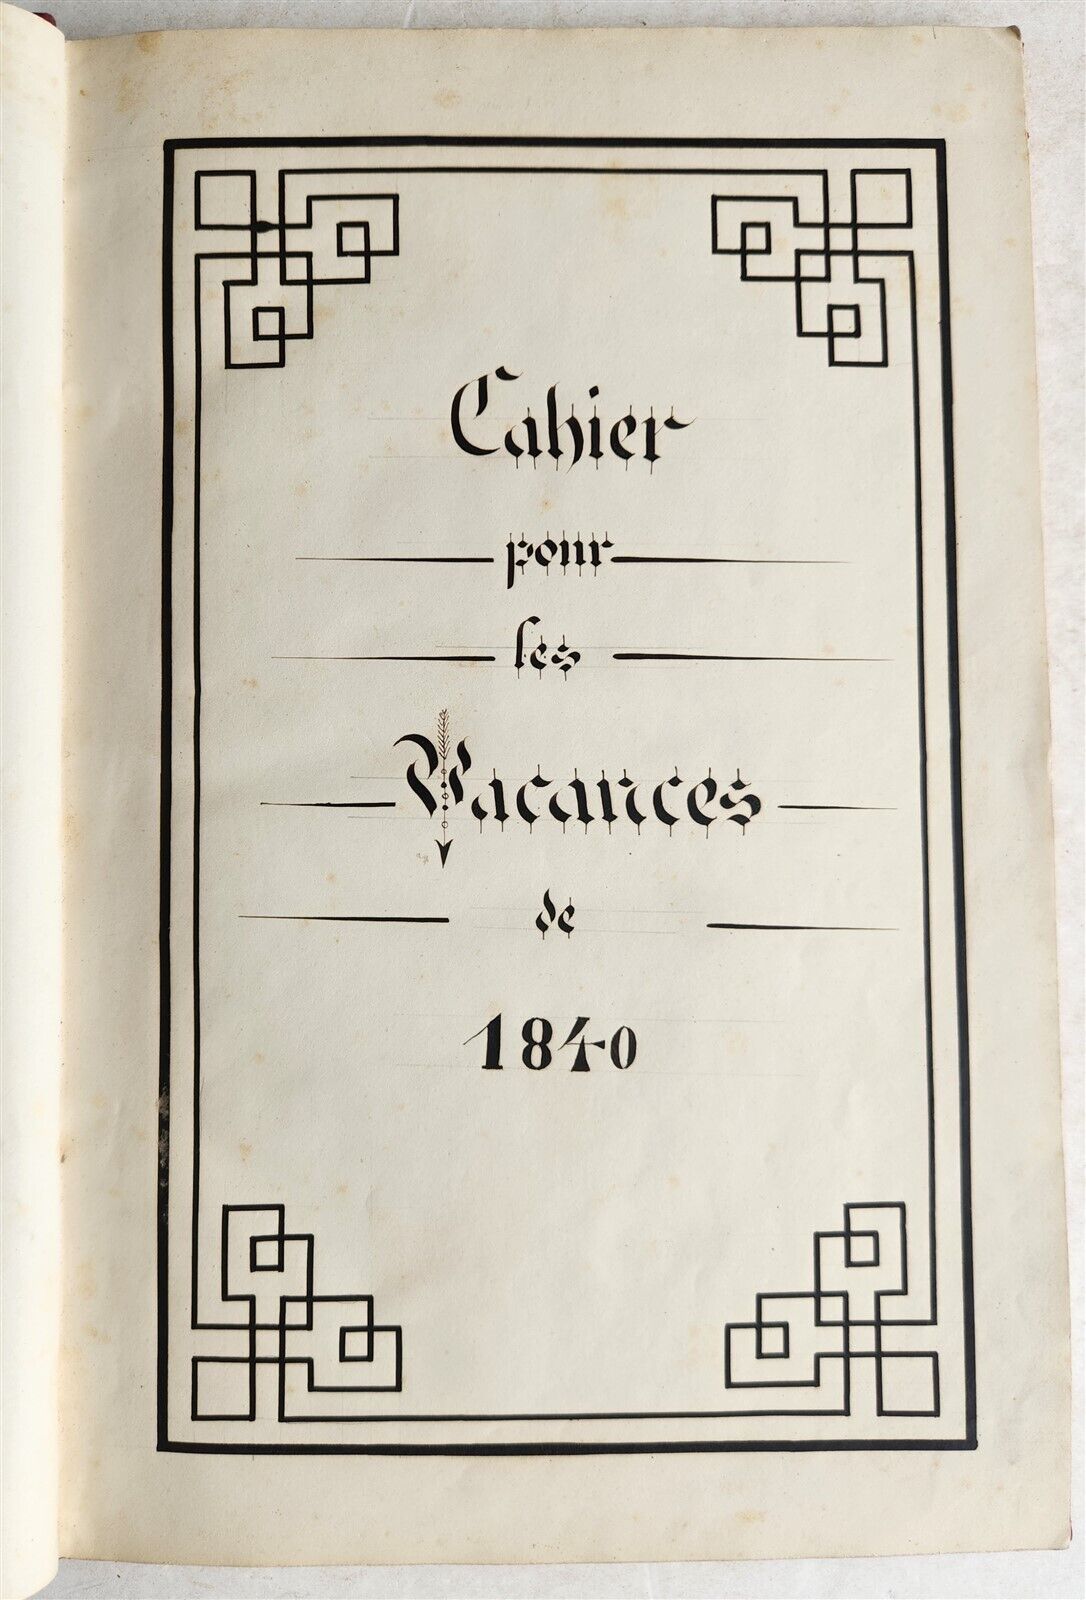 Cahier
pour
les
Vacances
de
1840